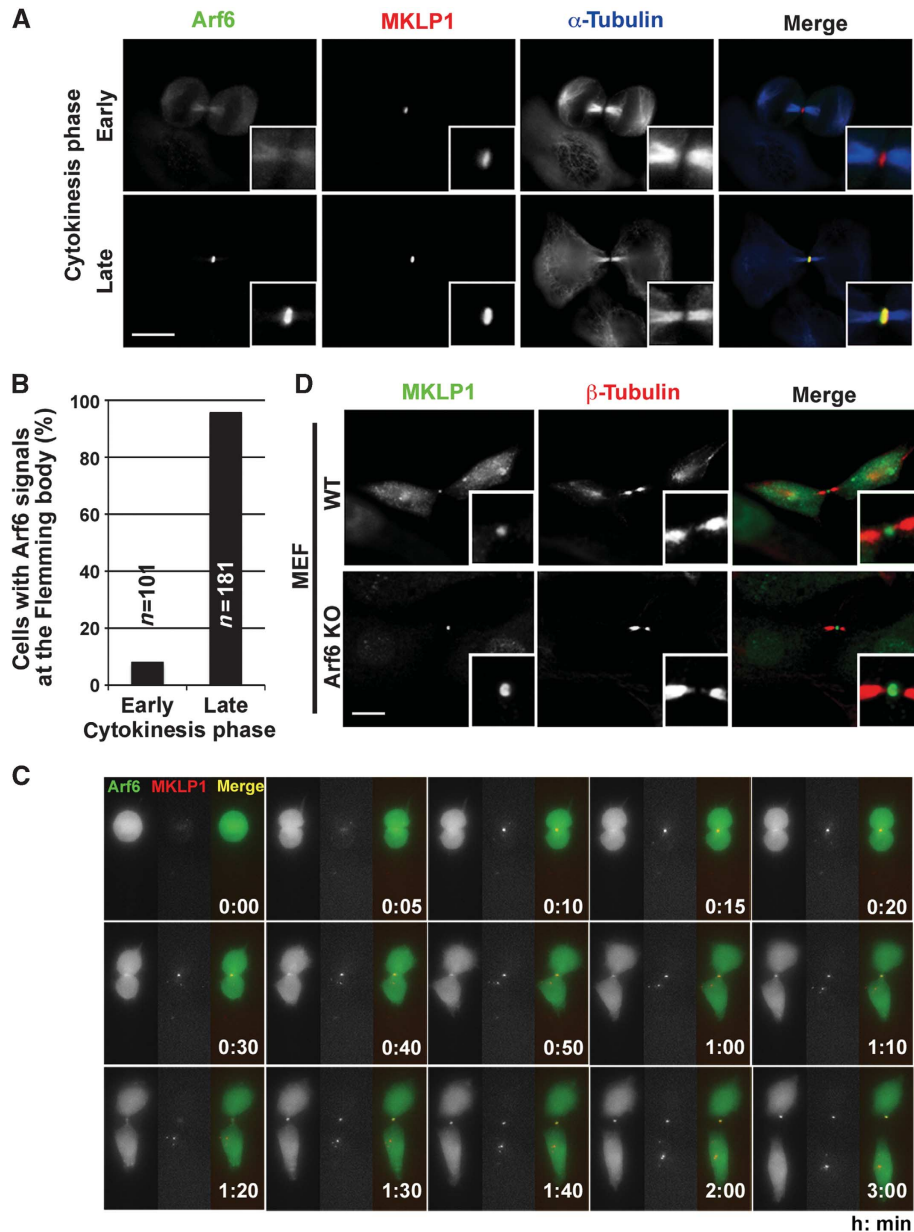 A
Arf6 MKLP1 α-Tubulin Merge
Cytokinesis phase
Early
Late
B
Cells with Arf6 signals
at the Flemming body (%)
100
80
60
40
20
0
n=101
n=181
Early Late
Cytokinesis phase
D
MKLP1 β-Tubulin Merge
MEF
WT
Arf6 KO
C
Arf6 MKLP1 Merge
0:00 0:05 0:10 0:15 0:20
0:30 0:40 0:50 1:00 1:10
1:20 1:30 1:40 2:00 3:00
h: min